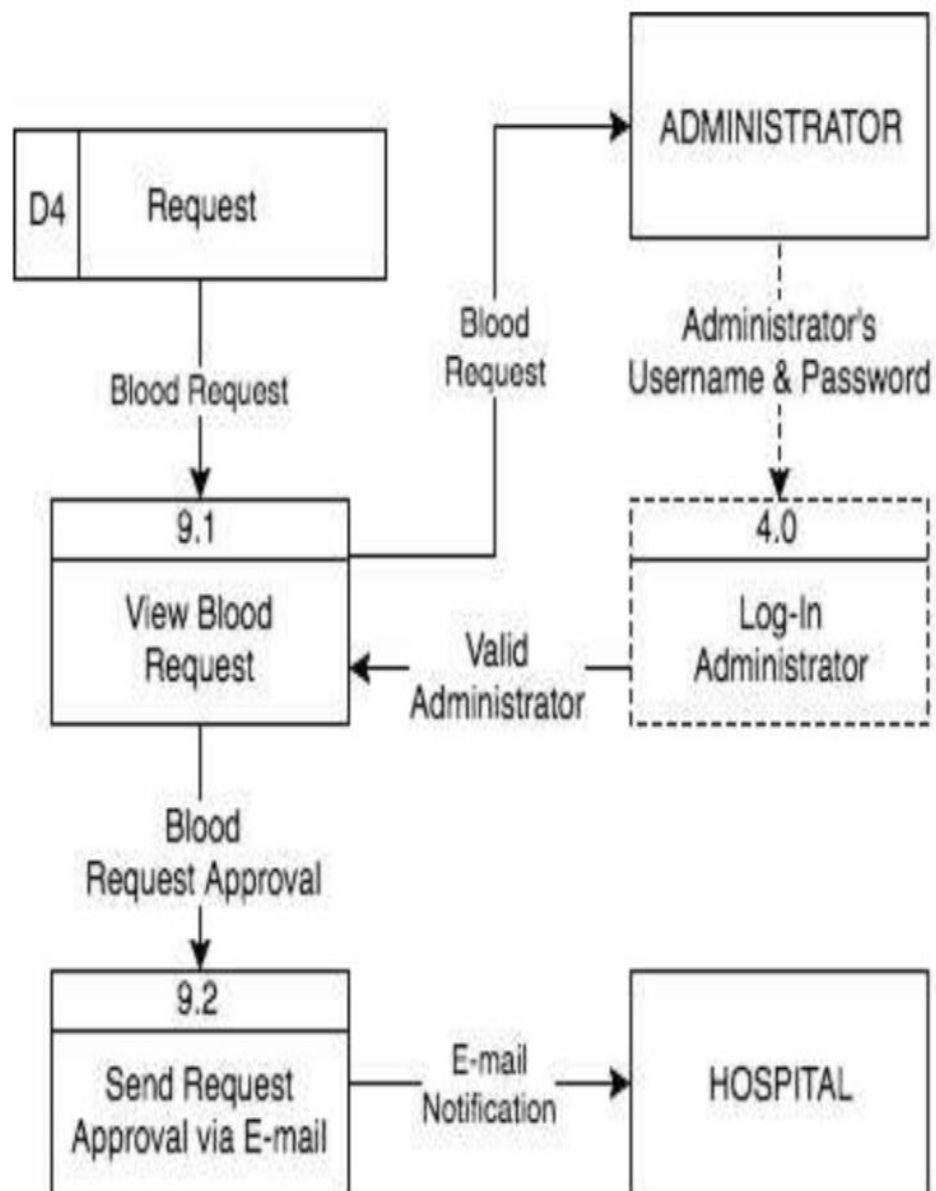 ADMINISTRATOR
D4
Request
Blood
Request
Administrator's
Username & Password
Blood Request
9.1
View Blood
Request
4.0
Log-In
Administrator
Valid
Administrator
Blood
Request Approval
9.2
Send Request
Approval via E-mail
E-mail
Notification
HOSPITAL